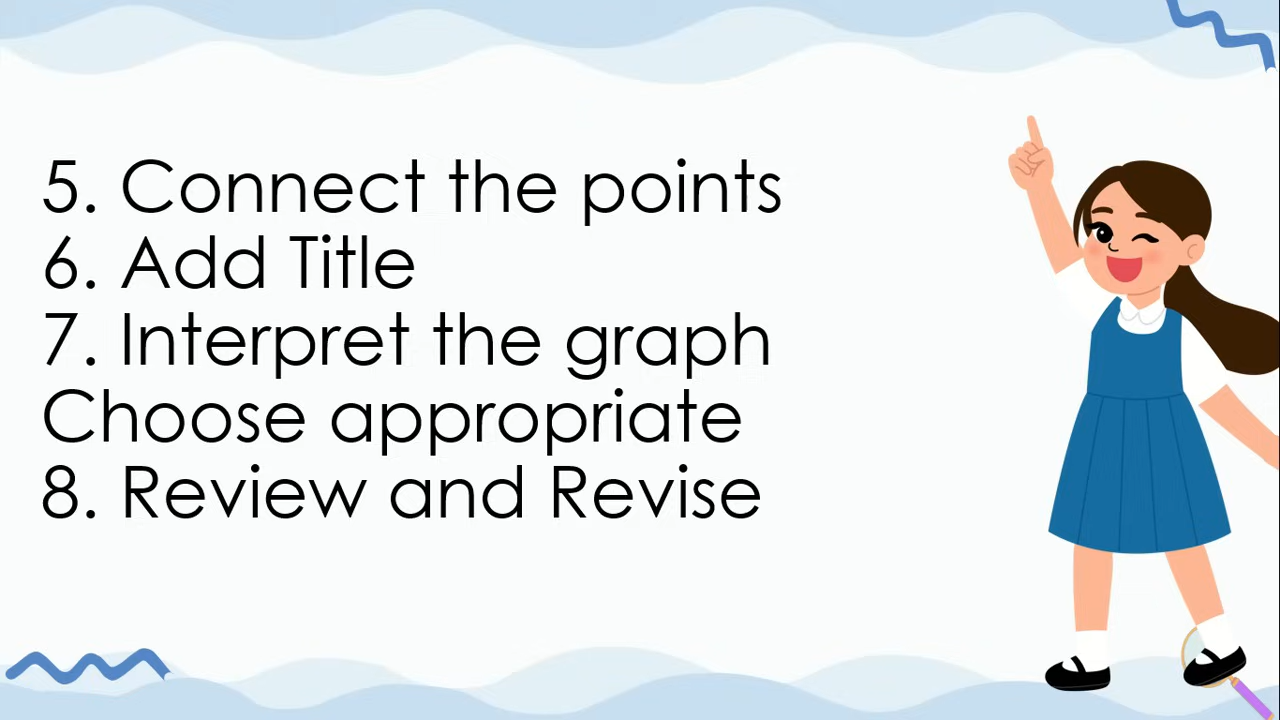 5. Connect the points
6. Add Title
7. Interpret the graph
Choose appropriate
8. Review and Revise